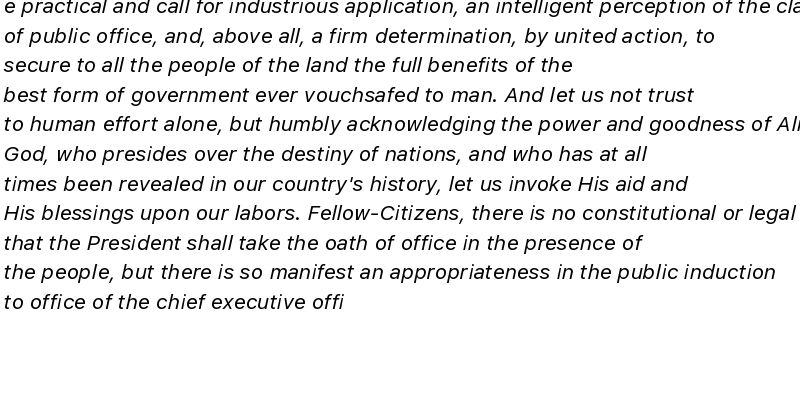 e practical and call for industrious application, an intelligent perception of the
of public office, and, above all, a firm determination, by united action, to
secure to all the people of the land the full benefits of the
best form of government ever vouchsafed to man. And let us not trust
to human effort alone, but humbly acknowledging the power and goodness of
God, who presides over the destiny of nations, and who has at all
times been revealed in our country's history, let us invoke His aid and
His blessings upon our labors. Fellow-Citizens, there is no constitutional or legal
that the President shall take the oath of office in the presence of
the people, but there is so manifest an appropriateness in the public induction
to office of the chief executive offi